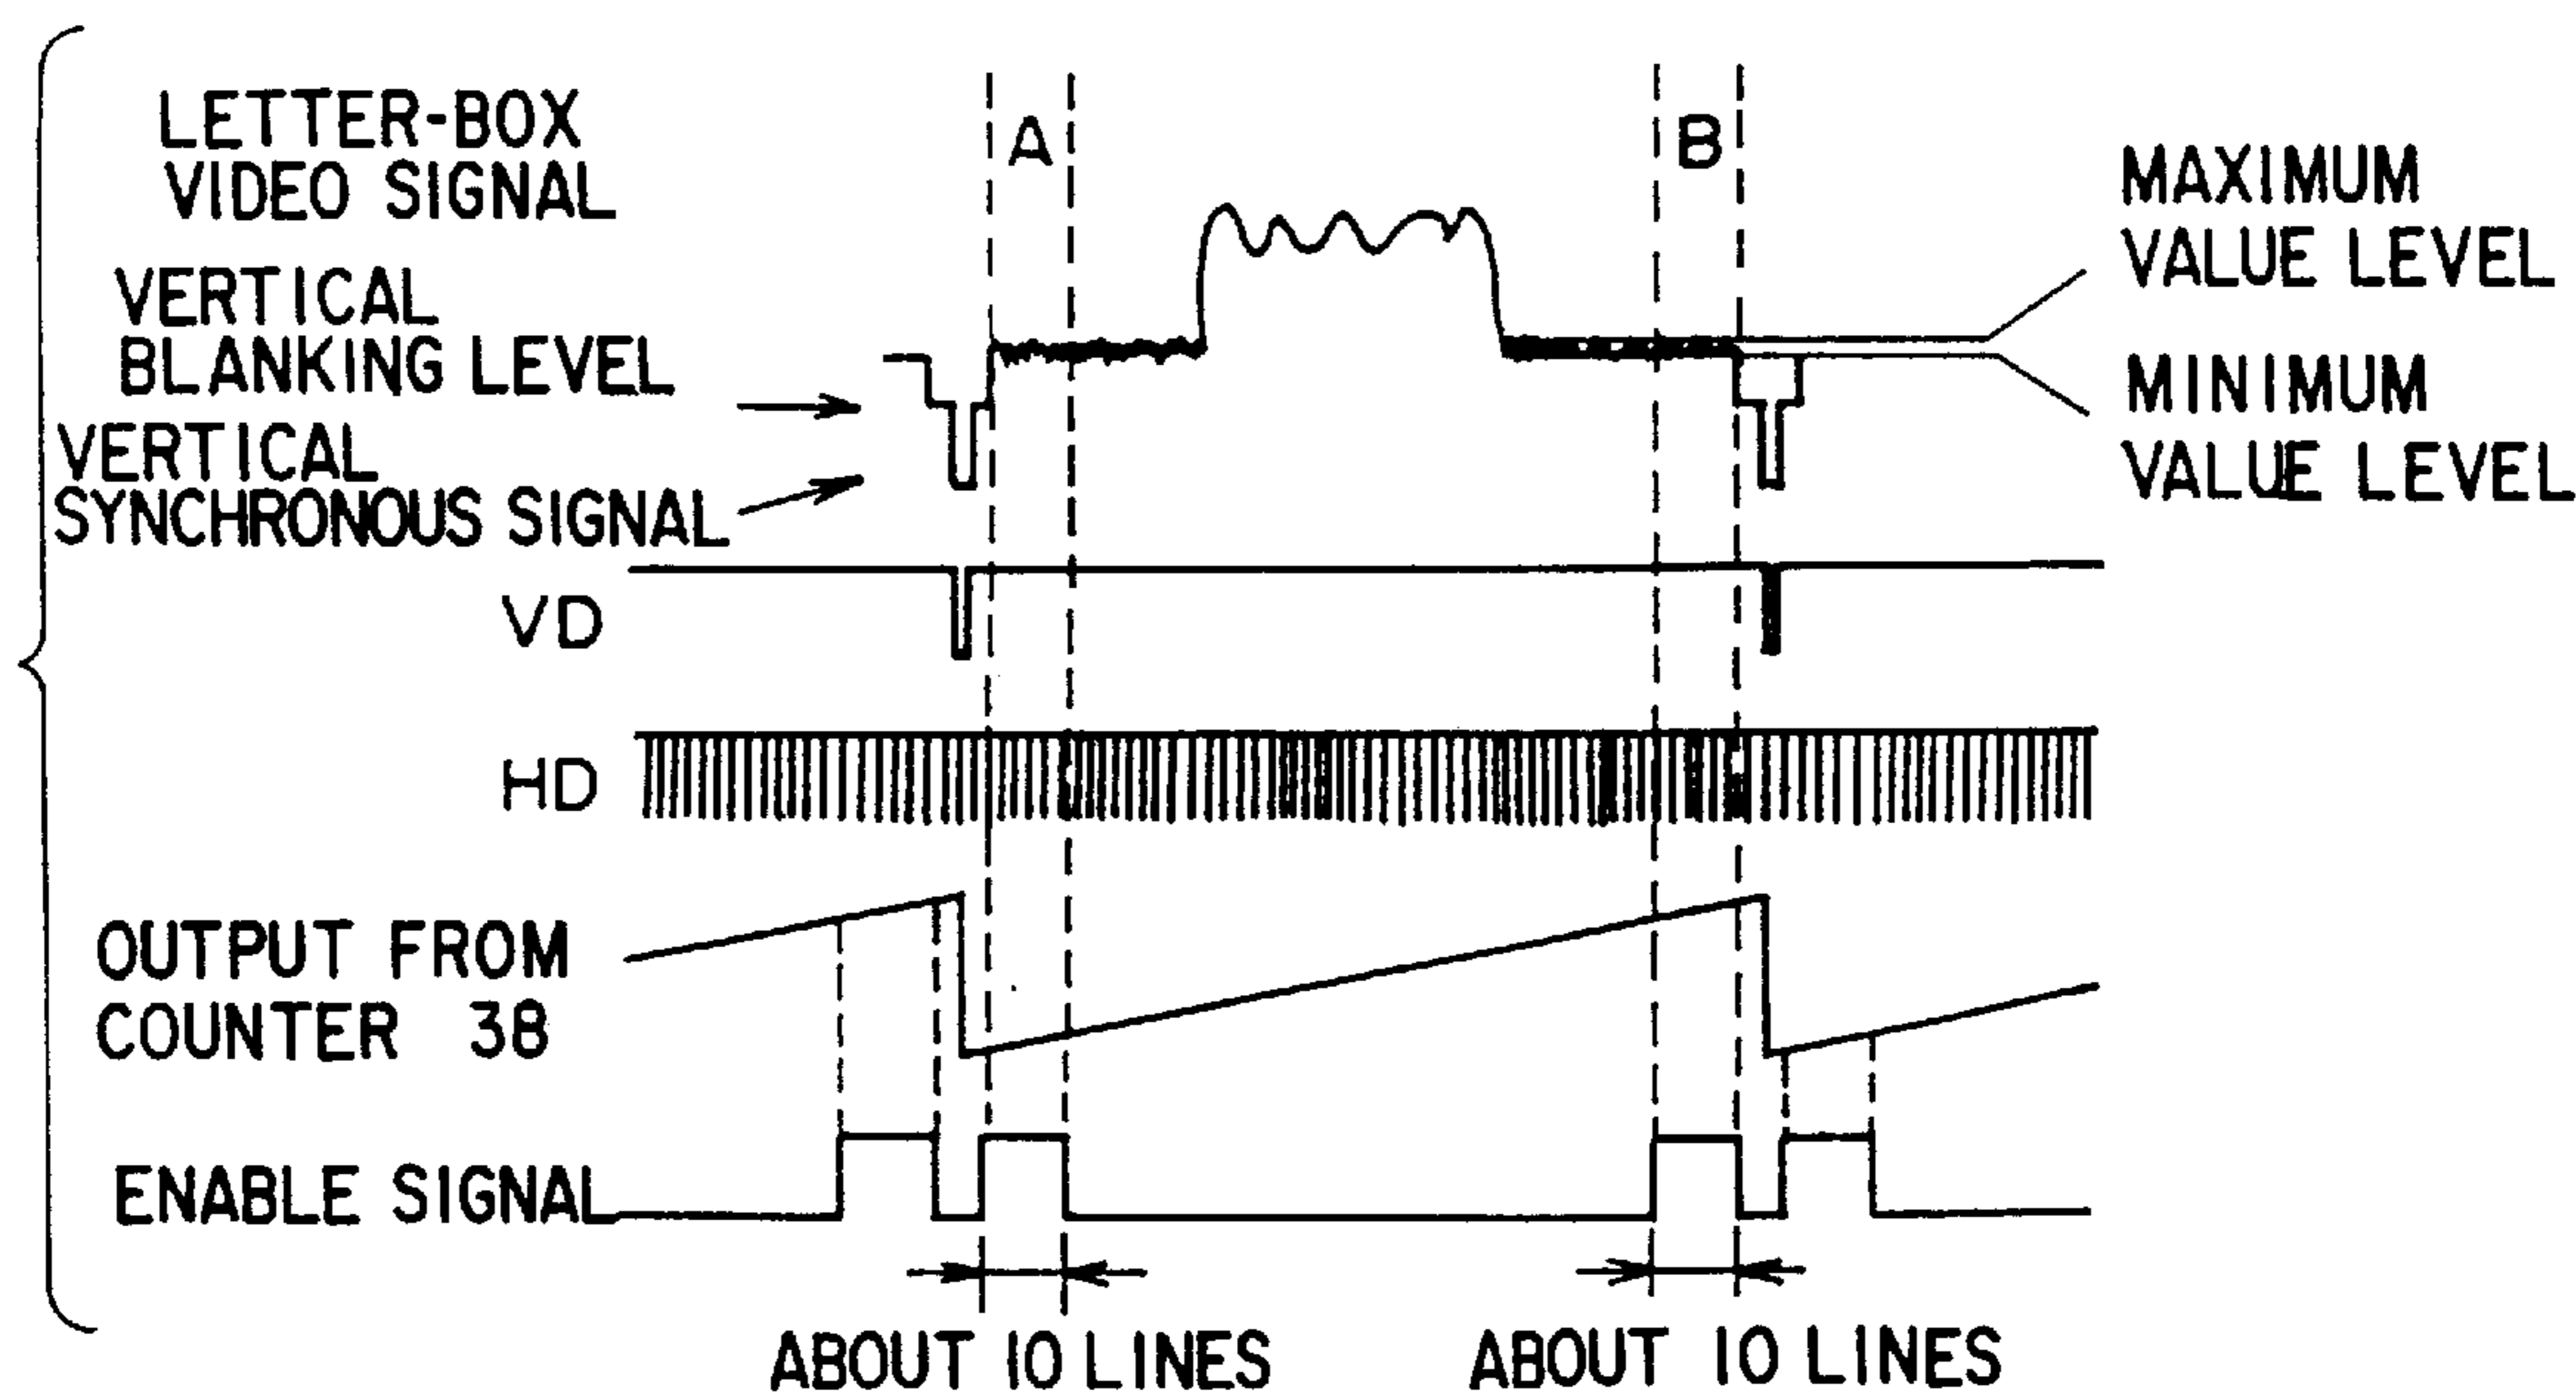 LETTER-BOX
VIDEO SIGNAL
A
B
MAXIMUM
VALUE LEVEL
VERTICAL
BLANKING LEVEL
MINIMUM
VALUE LEVEL
VERTICAL
SYNCHRONOUS SIGNAL
VD
HD
OUTPUT FROM
COUNTER 38
ENABLE SIGNAL
ABOUT 10 LINES
ABOUT 10 LINES